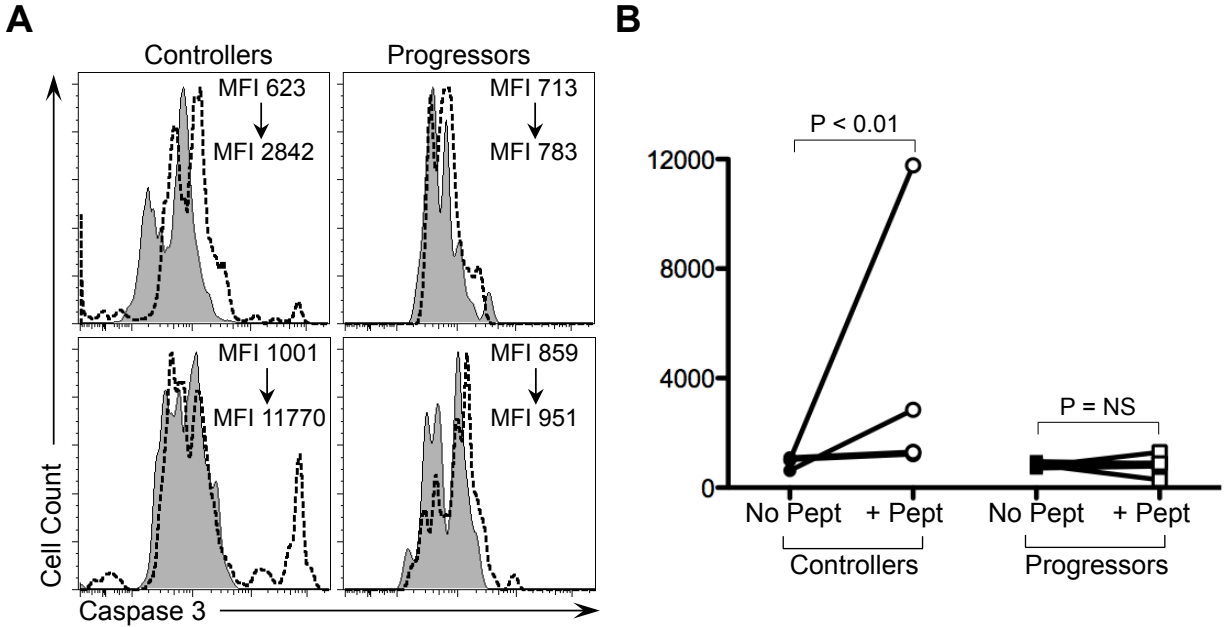 A
Controllers
Progressors
MFI 623
MFI 2842
MFI 713
MFI 783
MFI 1001
MFI 11770
MFI 859
MFI 951
Cell Count
Caspase 3
B
P < 0.01
12000
8000
4000
0
P = NS
No Pept + Pept No Pept + Pept
Controllers Progressors